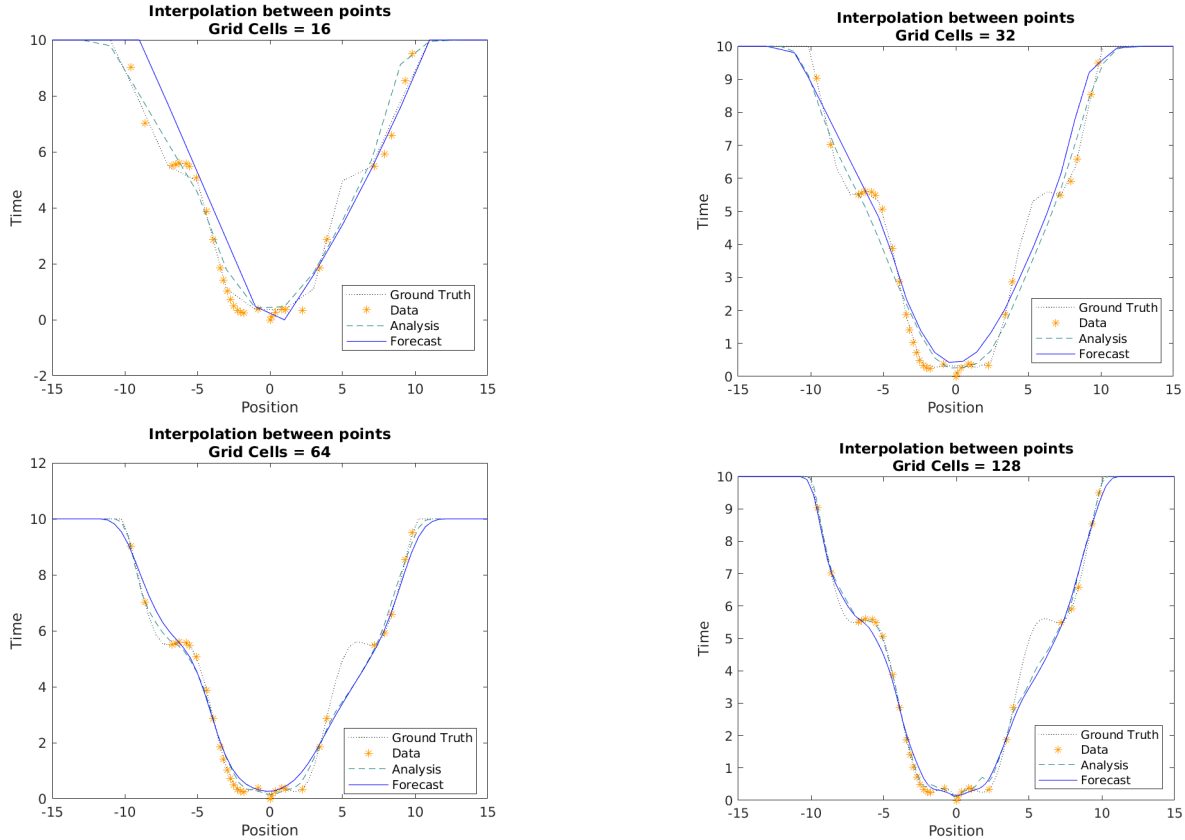 Interpolation between points
Grid Cells = 16
10
8
6
4
2
0
-2
Time
-15
-10
-5
0
5
10
15
Position
Ground Truth
Data
Analysis
Forecast
Interpolation between points
Grid Cells = 32
10
9
8
7
6
5
4
3
2
1
0
Time
-15
-10
-5
0
5
10
15
Position
Ground Truth
Data
Analysis
Forecast
Interpolation between points
Grid Cells = 64
12
10
8
6
4
2
0
Time
-15
-10
-5
0
5
10
15
Position
Ground Truth
Data
Analysis
Forecast
Interpolation between points
Grid Cells = 128
10
9
8
7
6
5
4
3
2
1
0
Time
-15
-10
-5
0
5
10
15
Position
Ground Truth
Data
Analysis
Forecast